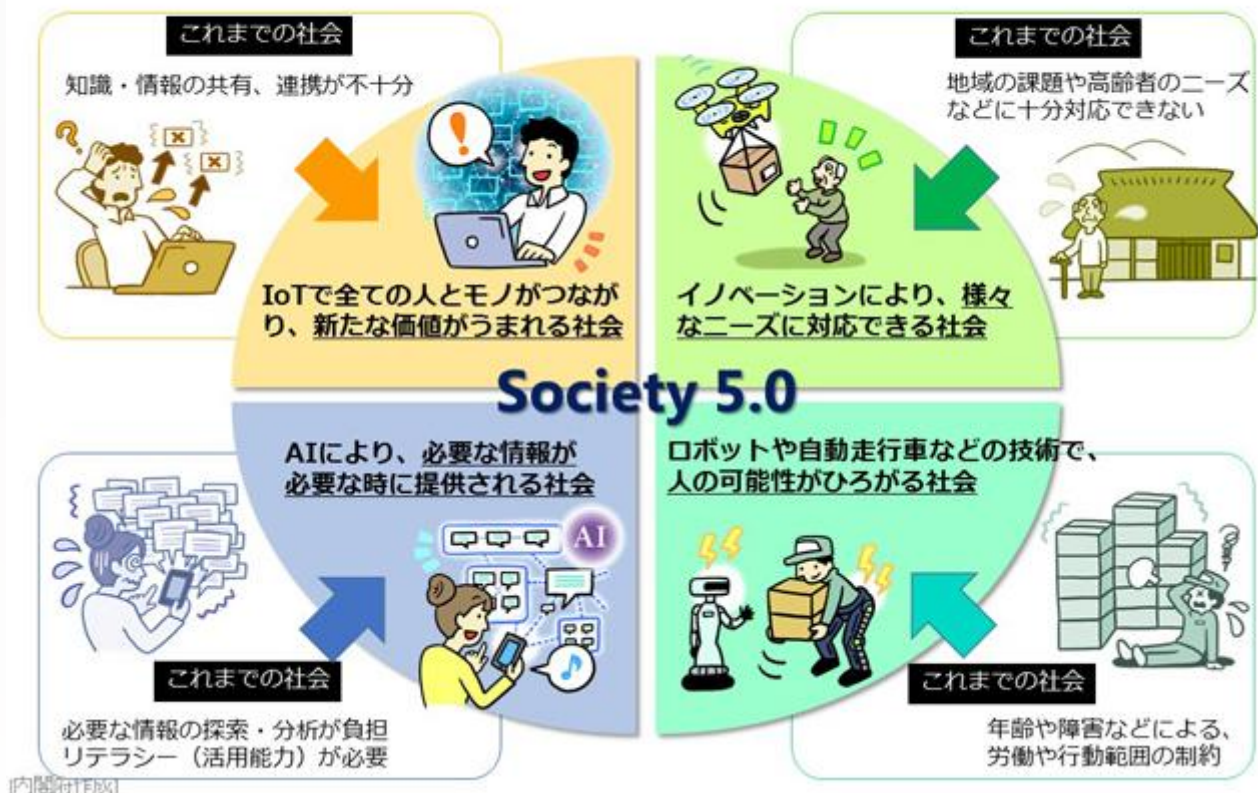 これまでの社会
知識・情報の共有、連携が不十分
IoTで全ての人とモノがつなが
り、新たな価値がうまれる社会
これまでの社会
地域の課題や高齢者のニーズ
などに十分対応できない
イノベーションにより、様々
なニーズに対応できる社会
Society 5.0
AIにより、必要な情報が
必要な時に提供される社会
AI
これまでの社会
必要な情報の探索・分析が負担
リテラシー（活用能力）が必要
ロボットや自動走行車などの技術で、
人の可能性がひろがる社会
これまでの社会
年齢や障害などによる、
労働や行動範囲の制約
[内閣府作成]